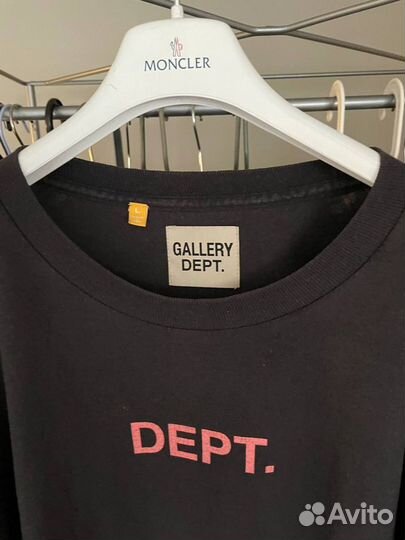 MONCLER
GALLERY
DEPT.
DEPT.
Avito